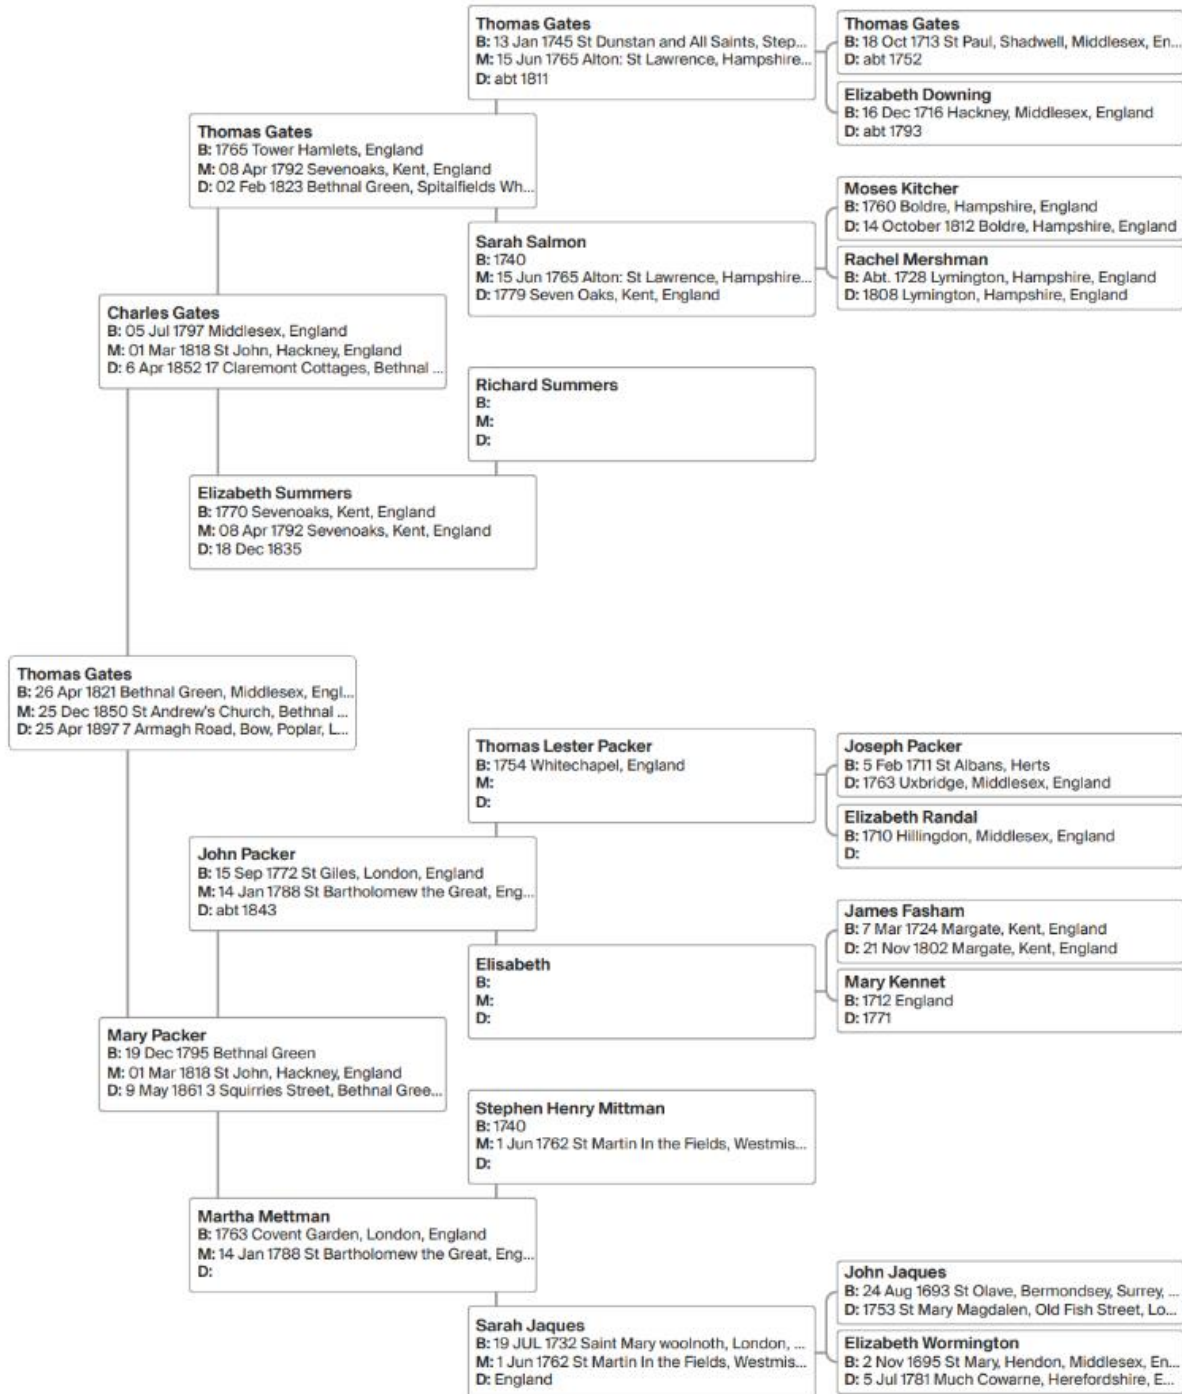 Thomas Gates
B: 13 Jan 1745 St Dunstan and All Saints, Step...
M: 15 Jun 1765 Alton: St Lawrence, Hampshire...
D: abt 1811
Thomas Gates
B: 18 Oct 1713 St Paul, Shadwell, Middlesex, En...
D: abt 1752
Elizabeth Downing
B: 16 Dec 1716 Hackney, Middlesex, England
D: abt 1793
Thomas Gates
B: 1765 Tower Hamlets, England
M: 08 Apr 1792 Sevenoaks, Kent, England
D: 02 Feb 1823 Bethnal Green, Spitalfields Wh...
Moses Kitcher
B: 1760 Boldre, Hampshire, England
D: 14 October 1812 Boldre, Hampshire, England
Sarah Salmon
B: 1740
M: 15 Jun 1765 Alton: St Lawrence, Hampshire...
D: 1779 Seven Oaks, Kent, England
Rachel Mershman
B: Abt. 1728 Lymington, Hampshire, England
D: 1808 Lymington, Hampshire, England
Charles Gates
B: 05 Jul 1797 Middlesex, England
M: 01 Mar 1818 St John, Hackney, England
D: 6 Apr 1852 17 Claremont Cottages, Bethnal ...
Richard Summers
B:
M:
D:
Elizabeth Summers
B: 1770 Sevenoaks, Kent, England
M: 08 Apr 1792 Sevenoaks, Kent, England
D: 18 Dec 1835
Thomas Gates
B: 26 Apr 1821 Bethnal Green, Middlesex, Engl...
M: 25 Dec 1850 St Andrew's Church, Bethnal ...
D: 25 Apr 1897 7 Armagh Road, Bow, Poplar, L...
Thomas Lester Packer
B: 1754 Whitechapel, England
M:
D:
Joseph Packer
B: 5 Feb 1711 St Albans, Herts
D: 1763 Uxbridge, Middlesex, England
Elizabeth Randal
B: 1710 Hillingdon, Middlesex, England
D:
John Packer
B: 15 Sep 1772 St Giles, London, England
M: 14 Jan 1788 St Bartholomew the Great, Eng...
D: abt 1843
James Fasham
B: 7 Mar 1724 Margate, Kent, England
D: 21 Nov 1802 Margate, Kent, England
Elisabeth
B:
M:
D:
Mary Kennet
B: 1712 England
D: 1771
Mary Packer
B: 19 Dec 1795 Bethnal Green
M: 01 Mar 1818 St John, Hackney, England
D: 9 May 1861 3 Squirries Street, Bethnal Gree...
Stephen Henry Mittman
B: 1740
M: 1 Jun 1762 St Martin In the Fields, Westmis...
D:
Martha Mettman
B: 1763 Covent Garden, London, England
M: 14 Jan 1788 St Bartholomew the Great, Eng...
D:
John Jaques
B: 24 Aug 1693 St Olave, Bermondsey, Surrey, ...
D: 1753 St Mary Magdalen, Old Fish Street, Lo...
Sarah Jaques
B: 19 JUL 1732 Saint Mary woolnoth, London, ...
M: 1 Jun 1762 St Martin In the Fields, Westmis...
D: England
Elizabeth Wormington
B: 2 Nov 1695 St Mary, Hendon, Middlesex, En...
D: 5 Jul 1781 Much Cowarne, Herefordshire, E...